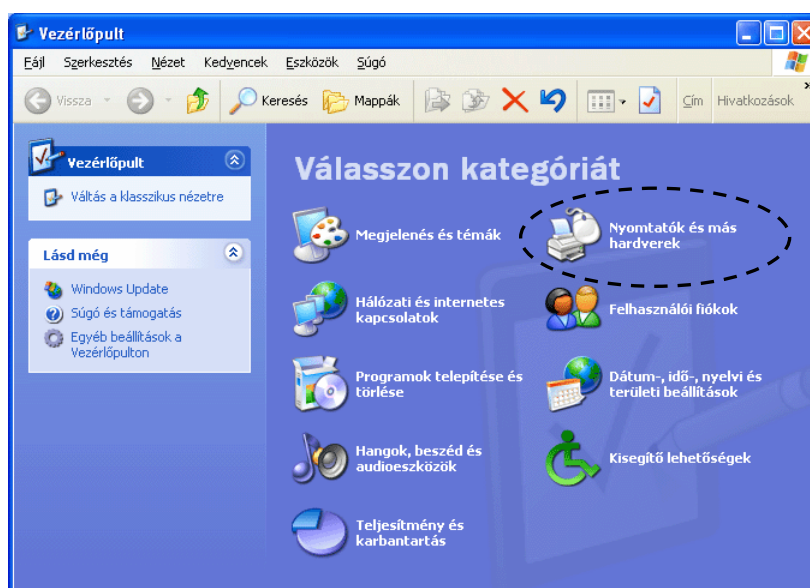 Vezérlőpult
Fájl Szerkesztés Nézet Kedvencek Eszközök Súgó
Vissza Keresés Mappák Cím Hivatkozások »
Vezérlőpult
Váltás a klasszikus nézetre
Lásd még
Windows Update
Súgó és támogatás
Egyéb beállítások a
Vezérlőpulton
Válasszon kategóriát
Megjelenés és témák
Nyomtatók és más
hardverek
Hálózati és internetes
kapcsolatok
Felhasználói fiókok
Programok telepítése és
törlése
Dátum-, idő-, nyelvi és
területi beállítások
Hangok, beszéd és
audioeszközök
Kisegítő lehetőségek
Teljesítmény és
karbantartás